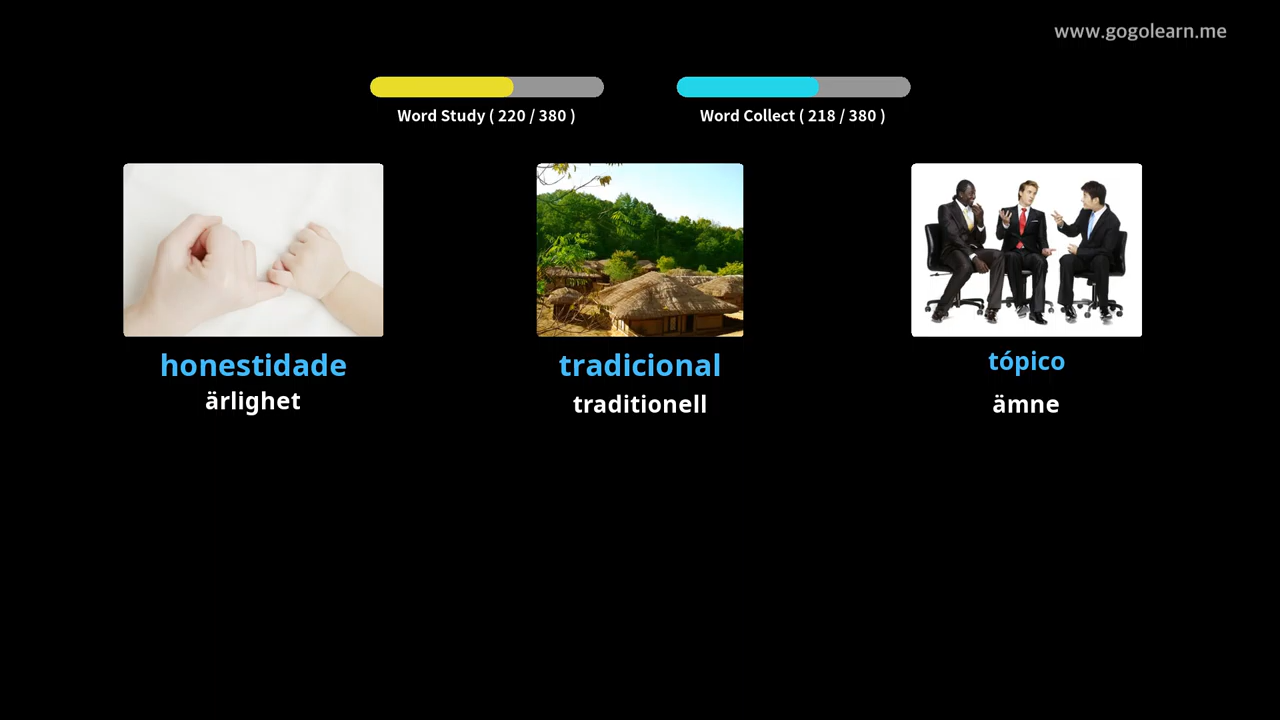 www.gogolearn.me
Word Study ( 220 / 380 )
Word Collect ( 218 / 380 )
honestidade
ärlighet
tradicional
traditionell
tópico
ämne